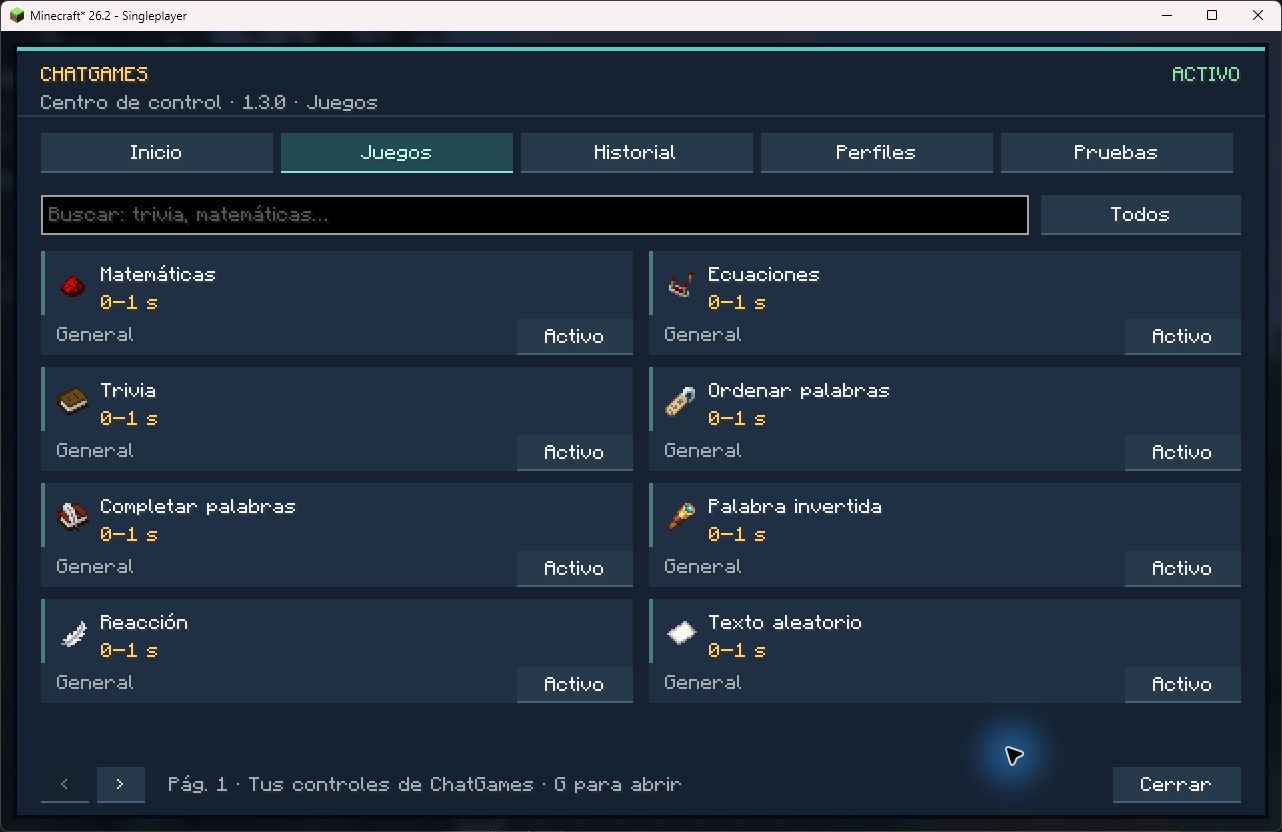 Minecraft* 26.2 - Singleplayer
CHATGAMES
ACTIVO
Centro de control · 1.3.0 · Juegos
Inicio
Juegos
Historial
Perfiles
Pruebas
Buscar: trivia, matemáticas...
Todos
Matemáticas
0–1 s
General
Activo
Ecuaciones
0–1 s
General
Activo
Trivia
0–1 s
General
Activo
Ordenar palabras
0–1 s
General
Activo
Completar palabras
0–1 s
General
Activo
Palabra invertida
0–1 s
General
Activo
Reacción
0–1 s
General
Activo
Texto aleatorio
0–1 s
General
Activo
<
>
Pág. 1 · Tus controles de ChatGames · G para abrir
Cerrar